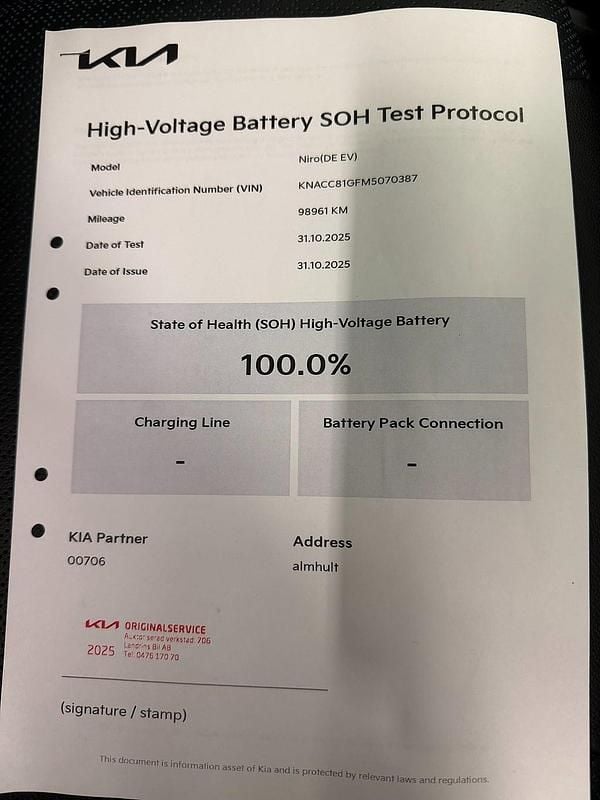 KIA
High-Voltage Battery SOH Test Protocol
Model Niro(DE EV)
Vehicle Identification Number (VIN) KNACC81GFM5070387
Mileage 98961 KM
Date of Test 31.10.2025
Date of Issue 31.10.2025
State of Health (SOH) High-Voltage Battery
100.0%
Charging Line
-
Battery Pack Connection
-
KIA Partner
00706
Address
almhult
KIA ORIGINALSERVICE
verkstad: 706
Bil AB
2025 Tel: 0476 170 70
(signature / stamp)
This document is information asset of Kia and is protected by relevant laws and regulations.